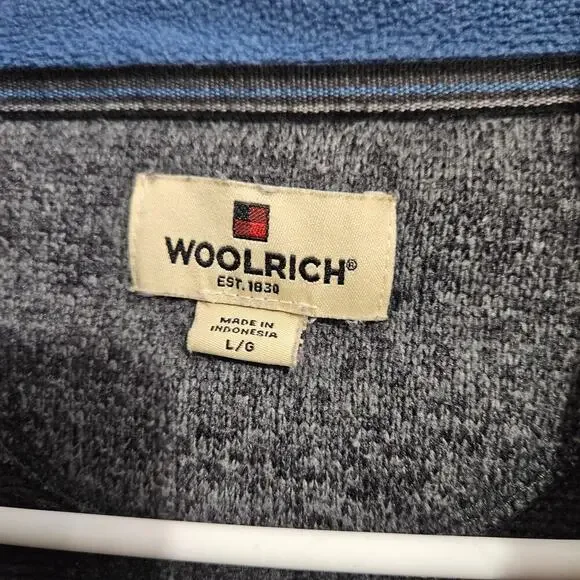 WOOLRICH®
EST. 1830
MADE IN
INDONESIA
L/G